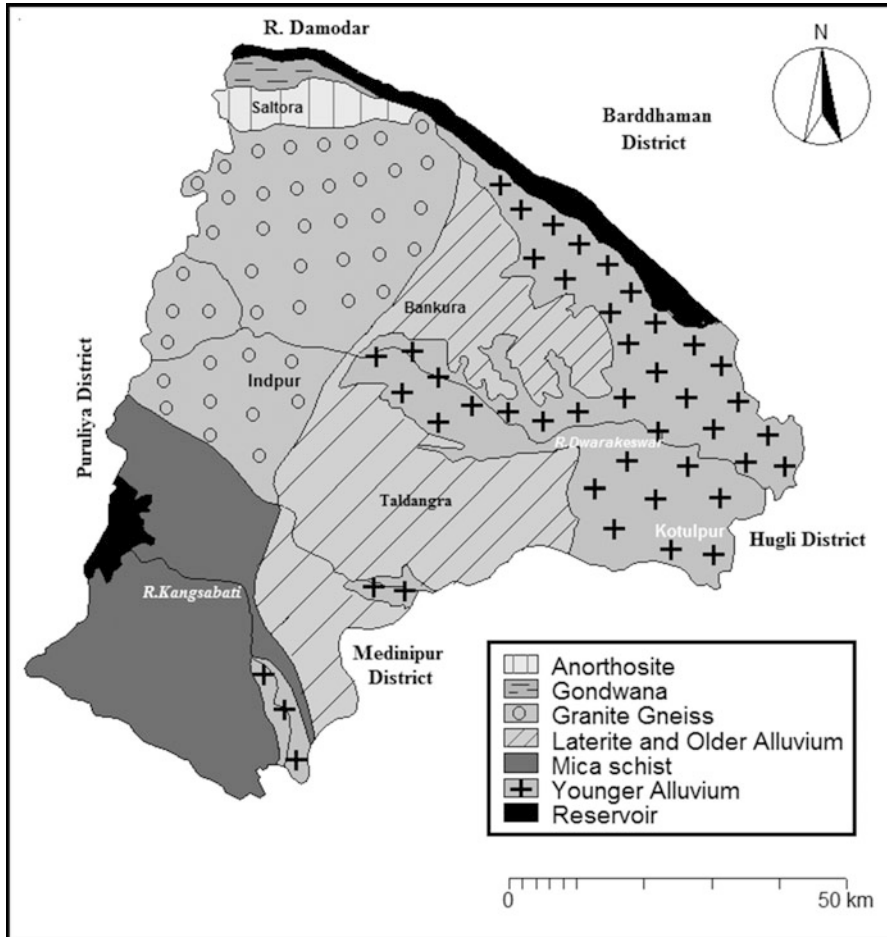 R. Damodar
N
Saltora
Barddhaman
District
Bankura
Puruliya District
Indpur
R.Dwarakeswar
Taldangra
Kotulpur
Hugli District
R.Kangsabati
Medinipur
District
Anorthosite
Gondwana
Granite Gneiss
Laterite and Older Alluvium
Mica schist
Younger Alluvium
Reservoir
0 50 km